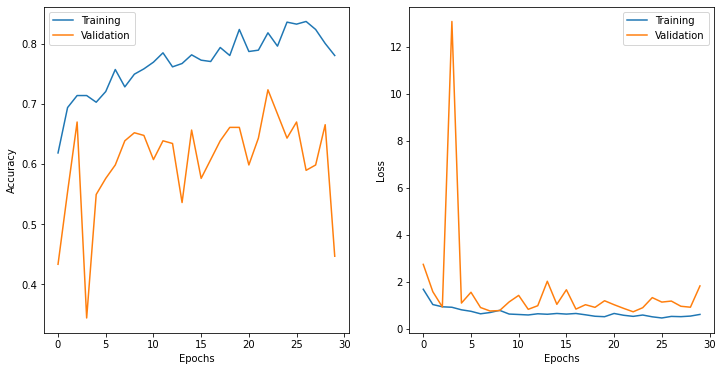 Training
Validation
0.8
0.7
0.6
0.5
0.4
Accuracy
0 5 10 15 20 25 30
Epochs
Training
Validation
12
10
8
6
4
2
0
Loss
0 5 10 15 20 25 30
Epochs